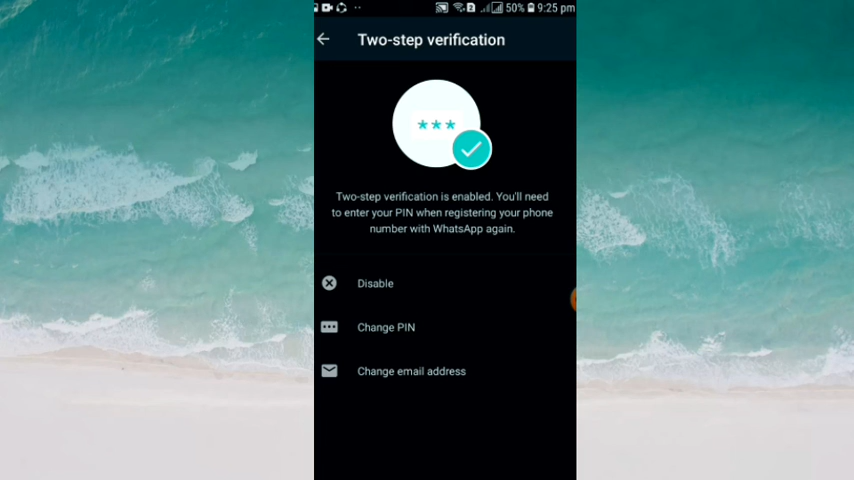 50% 9:25 pm
Two-step verification
***
Two-step verification is enabled. You'll need
to enter your PIN when registering your phone
number with WhatsApp again.
Disable
Change PIN
Change email address